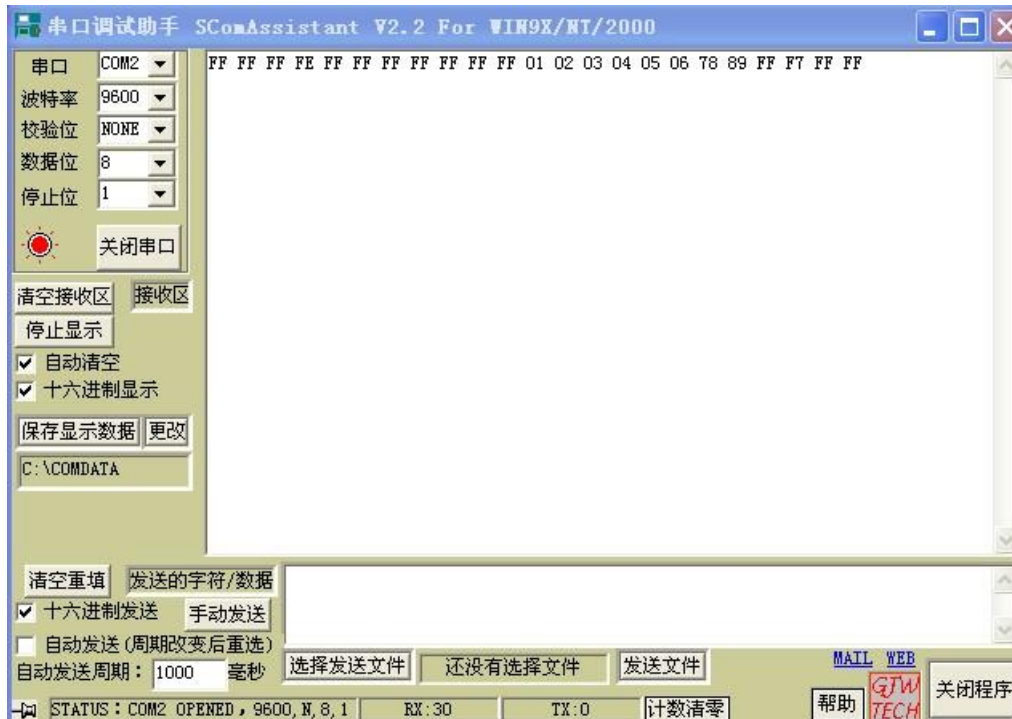 串口调试助手 SComAssistant V2.2 For WIN9X/NT/2000
串口 COM2
波特率 9600
校验位 NONE
数据位 8
停止位 1
关闭串口
FF FF FF FE FF FF FF FF FF FF FF 01 02 03 04 05 06 78 89 FF F7 FF FF
清空接收区 接收区
停止显示
自动清空
十六进制显示
保存显示数据 更改
C:\COMDATA
清空重填 发送的字符/数据
十六进制发送 手动发送
自动发送(周期改变后重选)
自动发送周期: 1000 毫秒 选择发送文件 还没有选择文件 发送文件
MAIL WEB
STATUS:COM2 OPENED,9600,N,8,1 RX:30 TX:0 计数清零 帮助 GJW TECH 关闭程序